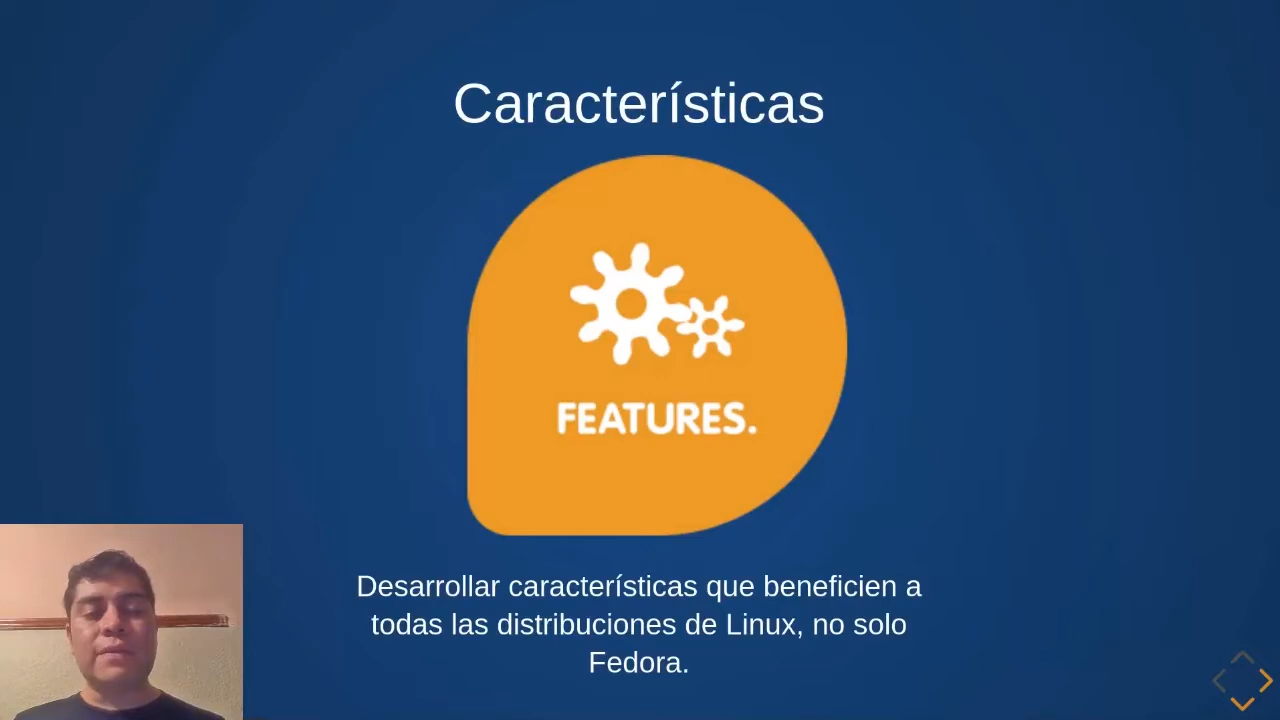 Características
FEATURES.
Desarrollar características que beneficien a
todas las distribuciones de Linux, no solo
Fedora.